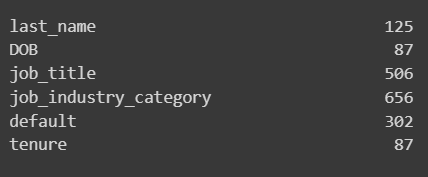 last_name 125
DOB 87
job_title 506
job_industry_category 656
default 302
tenure 87